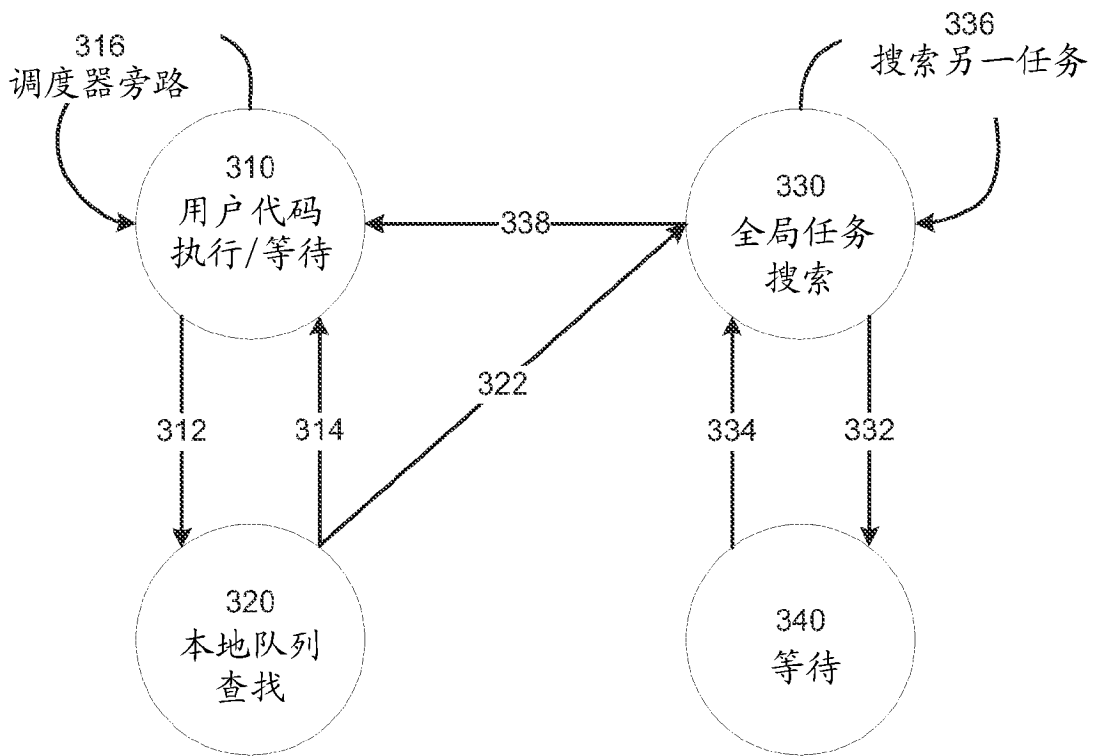 316
调度器旁路
336
搜索另一任务
310
用户代码
执行/等待
338
330
全局任务
搜索
322
312
314
334
332
320
本地队列
查找
340
等待